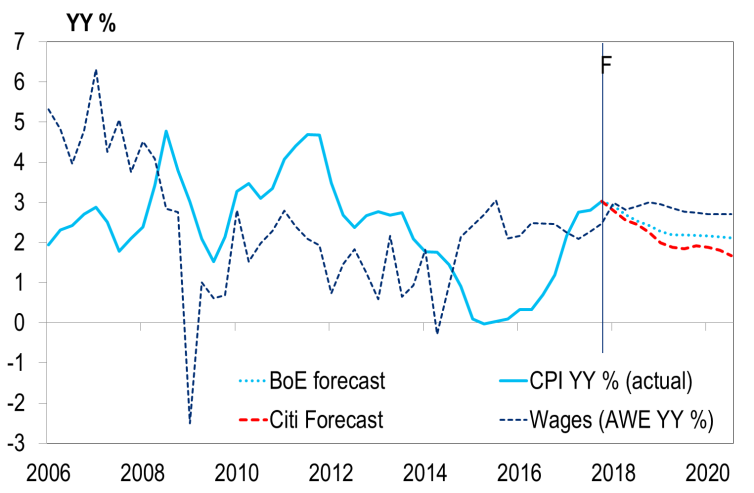 YY %
7
6
5
4
3
2
1
0
-1
-2
-3
F
BoE forecast
CPI YY % (actual)
Citi Forecast
Wages (AWE YY %)
2006 2008 2010 2012 2014 2016 2018 2020